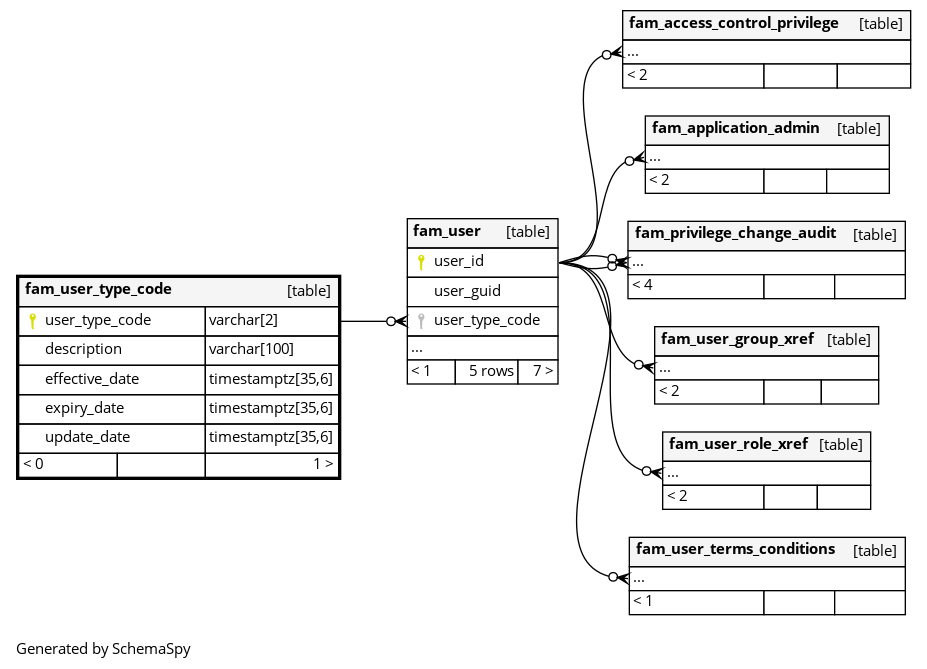 fam_access_control_privilege [table]
...
< 2
fam_application_admin [table]
...
< 2
fam_privilege_change_audit [table]
...
< 4
fam_user [table]
user_id
user_guid
user_type_code
...
< 1 5 rows 7 >
fam_user_type_code [table]
user_type_code varchar[2]
description varchar[100]
effective_date timestamptz[35,6]
expiry_date timestamptz[35,6]
update_date timestamptz[35,6]
< 0 1 >
fam_user_group_xref [table]
...
< 2
fam_user_role_xref [table]
...
< 2
fam_user_terms_conditions [table]
...
< 1
Generated by SchemaSpy